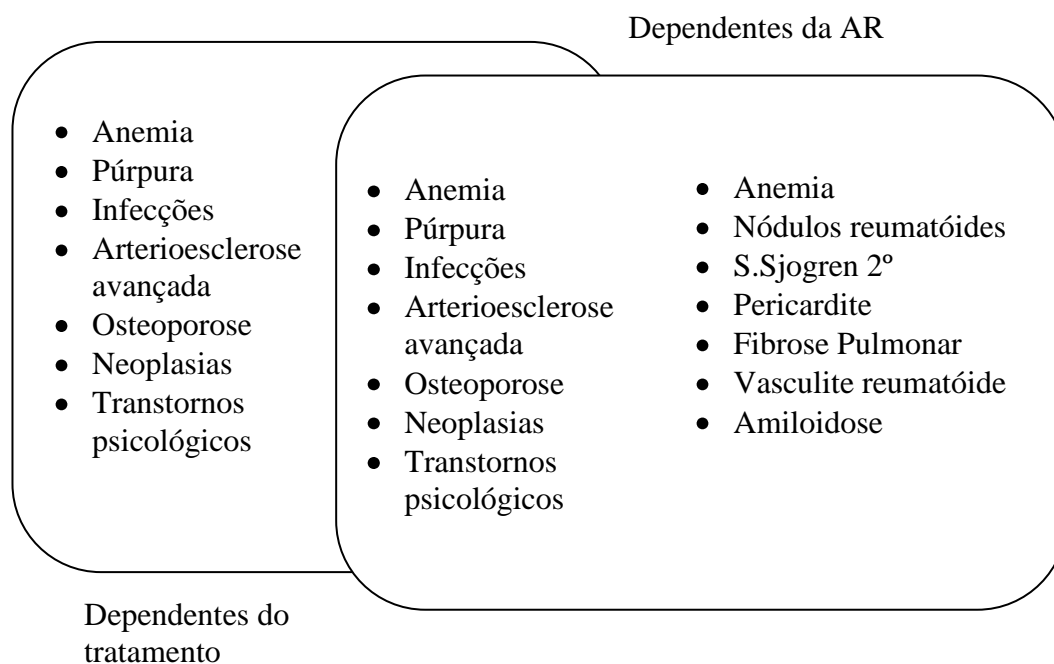 Dependentes da AR
• Anemia
• Púrpura
• Infecções
• Arterioesclerose
avançada
• Osteoporose
• Neoplasias
• Transtornos
psicológicos
• Anemia
• Púrpura
• Infecções
• Arterioesclerose
avançada
• Osteoporose
• Neoplasias
• Transtornos
psicológicos
• Anemia
• Nódulos reumatóides
• S.Sjogren 2º
• Pericardite
• Fibrose Pulmonar
• Vasculite reumatóide
• Amiloidose
Dependentes do
tratamento